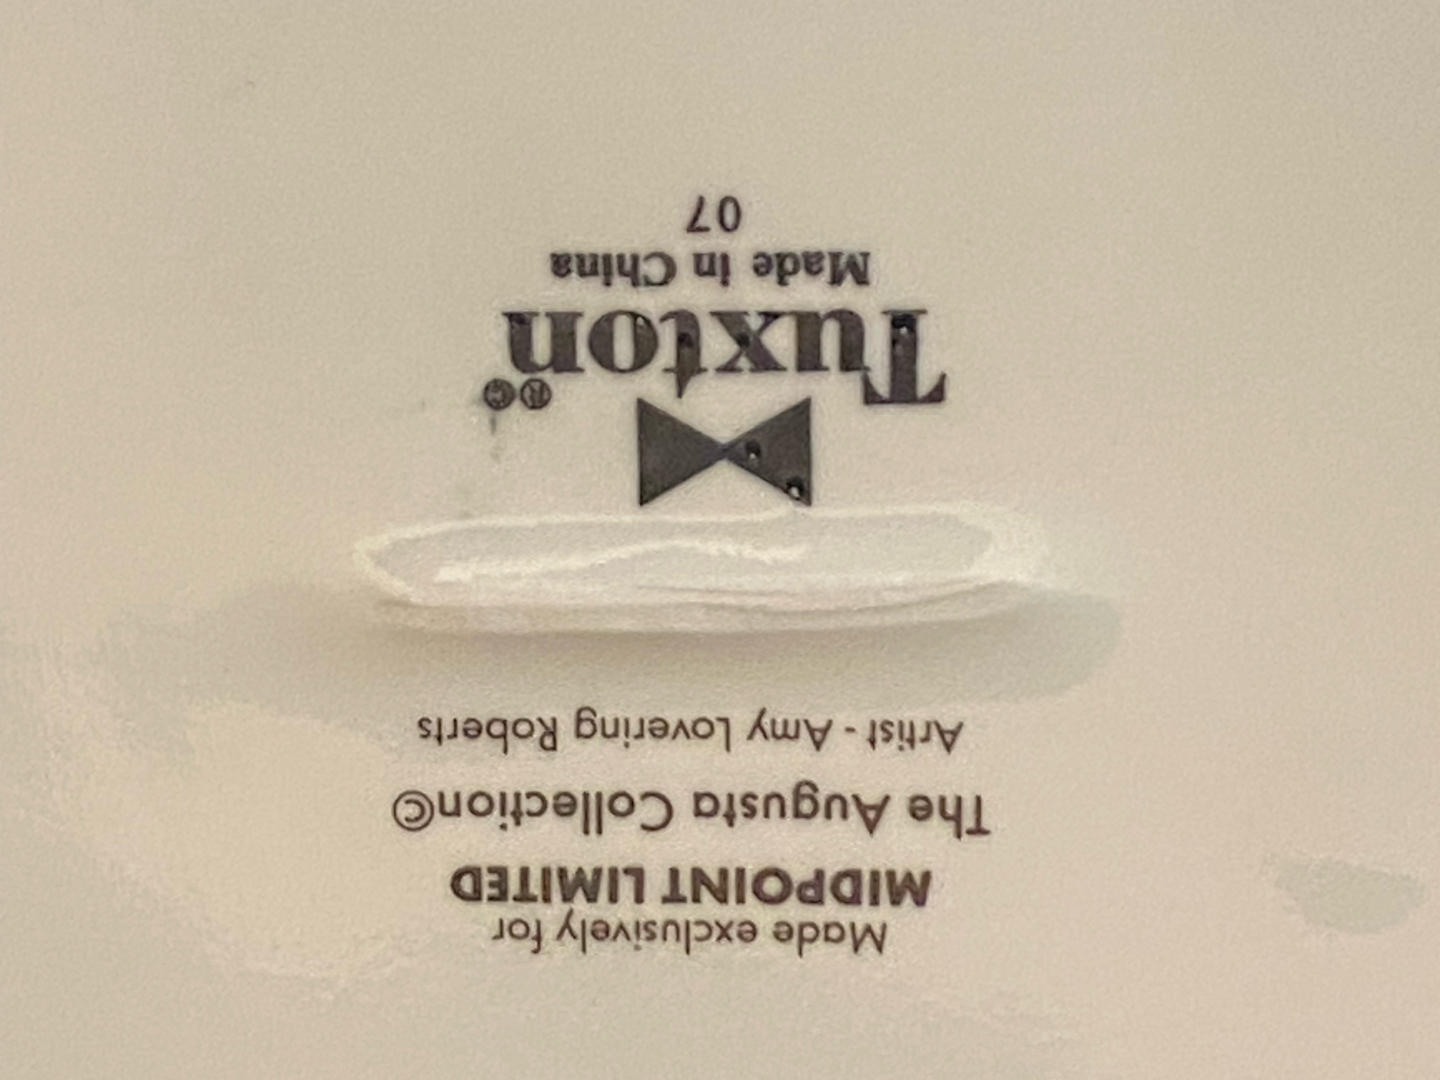 Made exclusively for
MIDPOINT LIMITED
The Augusta Collection©
Artist - Amy Lovering Roberts
Tuxton®©
Made in China
07